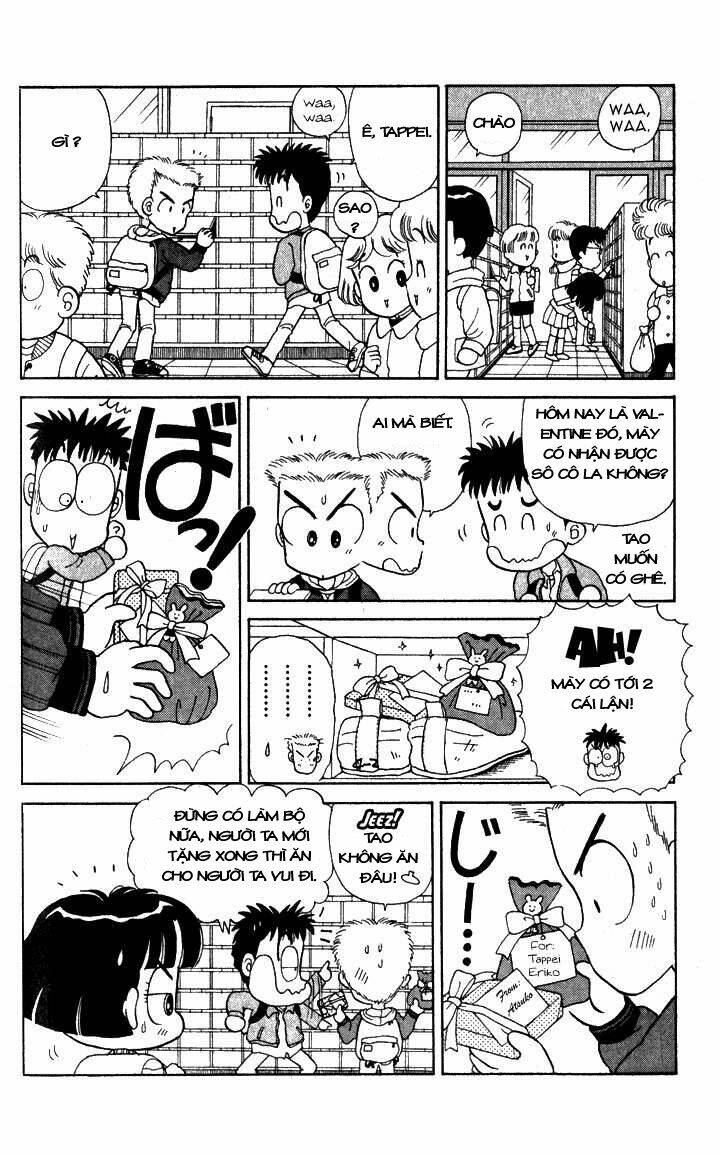 WAA,
WAA.
CHÀO
Ê, TAPPEI.
WAA,
WAA.
SAO
?
GÌ ?
HÔM NAY LÀ VAL-
ENTINE ĐÓ, MÀY
CÓ NHẬN ĐƯỢC
SÔ CÔ LA KHÔNG?
TAO
MUỐN
CÓ GHÊ.
AI MÀ BIẾT.
ばっ!
?
AH!
MÀY CÓ TỚI 2
CÁI LẬN!
JEEZ!
TAO
KHÔNG ĂN
ĐÂU!
ĐỪNG CÓ LÀM BỘ
NỮA, NGƯỜI TA MỚI
TẶNG XONG THÌ ĂN
CHO NGƯỜI TA VUI ĐI.
じー…
For:
Tappei
Eriko
From:
Atsuko